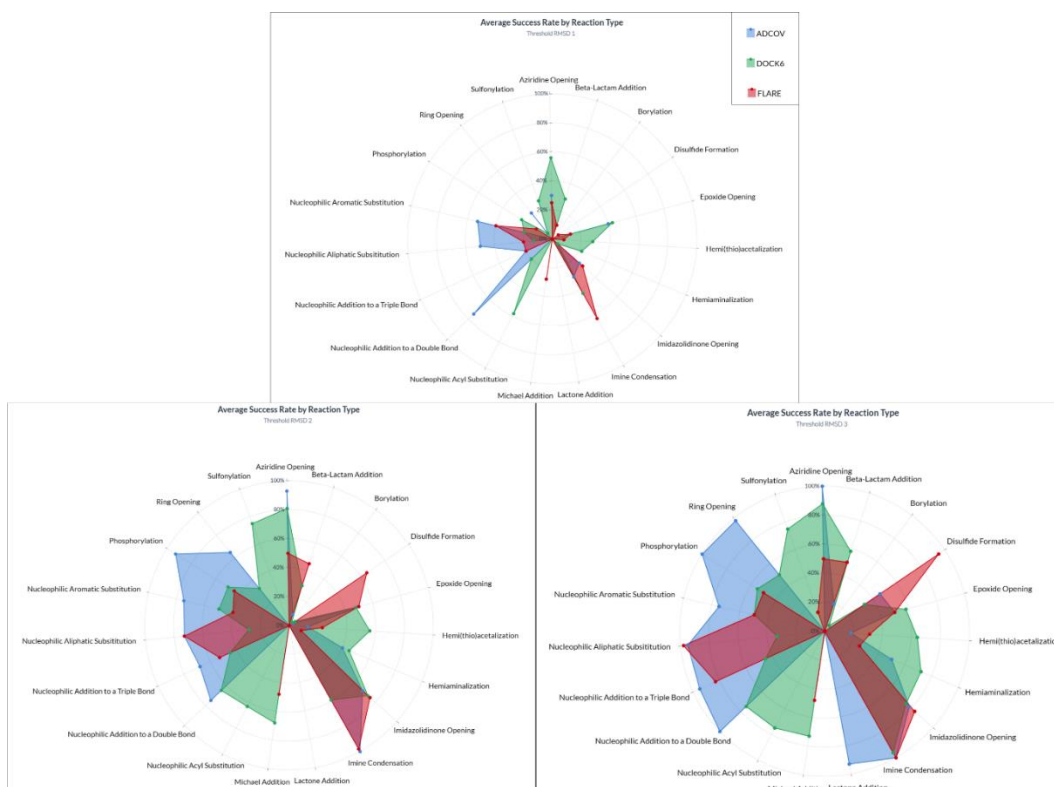 Average Success Rate by Reaction Type
Threshold RMSD 1
ADCOV
DOCK6
FLARE
Aziridine Opening
Beta-Lactam Addition
Borylation
Disulfide Formation
Epoxide Opening
Hemi(thio)acetalization
Hemiaminalization
Imidazolidinone Opening
Imine Condensation
Lactone Addition
Michael Addition
Nucleophilic Acyl Substitution
Nucleophilic Addition to a Double Bond
Nucleophilic Addition to a Triple Bond
Nucleophilic Aliphatic Subsititution
Nucleophilic Aromatic Substitution
Phosphorylation
Ring Opening
Sulfonylation
100%
80%
60%
40%
20%
Average Success Rate by Reaction Type
Threshold RMSD 2
Aziridine Opening
Beta-Lactam Addition
Borylation
Disulfide Formation
Epoxide Opening
Hemi(thio)acetalization
Hemiaminalization
Imidazolidinone Opening
Imine Condensation
Lactone Addition
Michael Addition
Nucleophilic Acyl Substitution
Nucleophilic Addition to a Double Bond
Nucleophilic Addition to a Triple Bond
Nucleophilic Aliphatic Subsititution
Nucleophilic Aromatic Substitution
Phosphorylation
Ring Opening
Sulfonylation
100%
80%
60%
40%
20%
Average Success Rate by Reaction Type
Threshold RMSD 3
Aziridine Opening
Beta-Lactam Addition
Borylation
Disulfide Formation
Epoxide Opening
Hemi(thio)acetalization
Hemiaminalization
Imidazolidinone Opening
Imine Condensation
Nucleophilic Acyl Substitution
Nucleophilic Addition to a Double Bond
Nucleophilic Addition to a Triple Bond
Nucleophilic Aliphatic Subsititution
Nucleophilic Aromatic Substitution
Phosphorylation
Ring Opening
Sulfonylation
100%
80%
60%
40%
20%